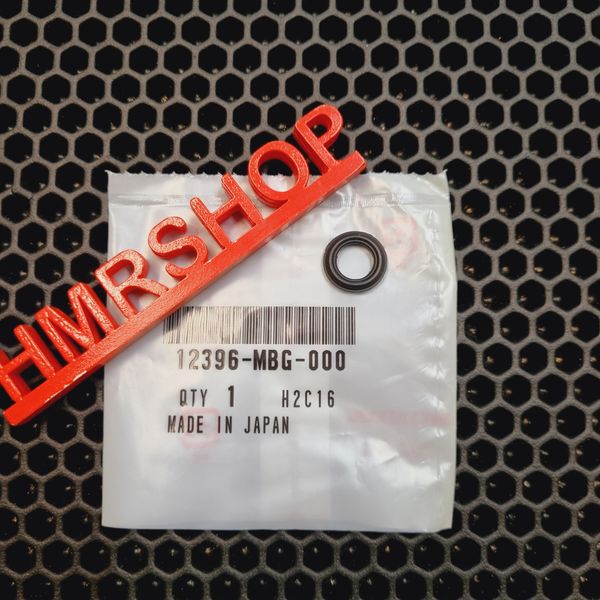 HMRSHOP
12396-MBG-000
QTY 1 H2C16
MADE IN JAPAN